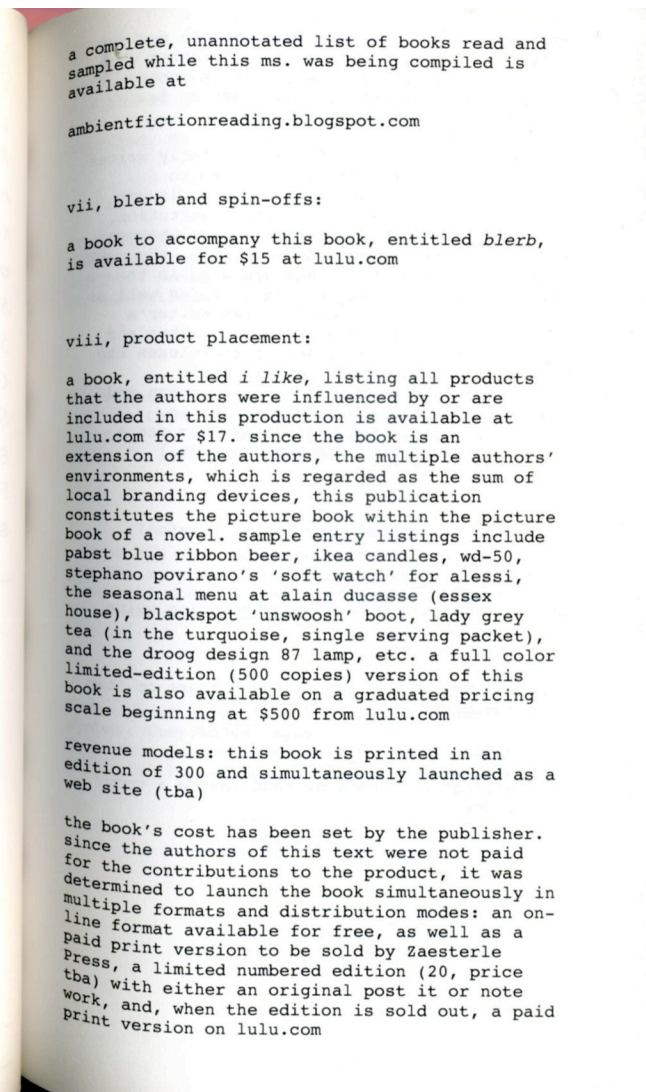 a complete, unannotated list of books read and
sampled while this ms. was being compiled is
available at
ambientfictionreading.blogspot.com
vii, blerb and spin-offs:
a book to accompany this book, entitled blerb,
is available for $15 at lulu.com
viii, product placement:
a book, entitled i like, listing all products
that the authors were influenced by or are
included in this production is available at
lulu.com for $17. since the book is an
extension of the authors, the multiple authors'
environments, which is regarded as the sum of
local branding devices, this publication
constitutes the picture book within the picture
book of a novel. sample entry listings include
pabst blue ribbon beer, ikea candles, wd-50,
stephano povirano's 'soft watch' for alessi,
the seasonal menu at alain ducasse (essex
house), blackspot 'unswoosh' boot, lady grey
tea (in the turquoise, single serving packet),
and the droog design 87 lamp, etc. a full color
limited-edition (500 copies) version of this
book is also available on a graduated pricing
scale beginning at $500 from lulu.com
revenue models: this book is printed in an
edition of 300 and simultaneously launched as a
web site (tba)
the book's cost has been set by the publisher.
since the authors of this text were not paid
for the contributions to the product, it was
determined to launch the book simultaneously in
multiple formats and distribution modes: an on-
line format available for free, as well as a
paid print version to be sold by Zaesterle
Press, a limited numbered edition (20, price
tba) with either an original post it or note
work, and, when the edition is sold out, a paid
print version on lulu.com